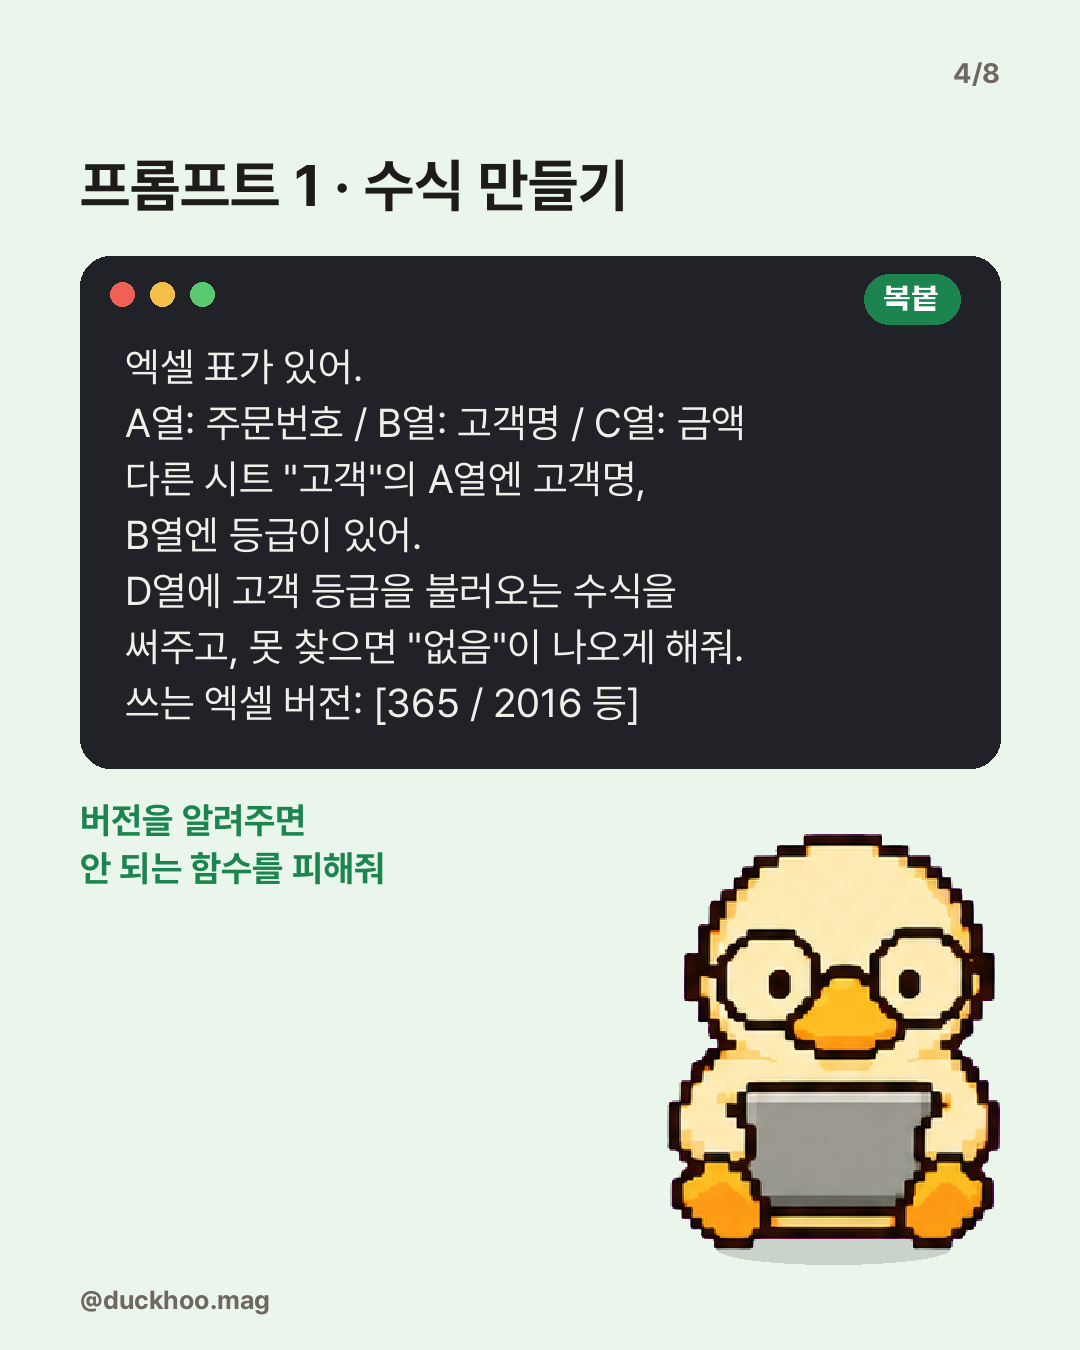 4/8
프롬프트 1 · 수식 만들기
복붙
엑셀 표가 있어.
A열: 주문번호 / B열: 고객명 / C열: 금액
다른 시트 "고객"의 A열엔 고객명,
B열엔 등급이 있어.
D열에 고객 등급을 불러오는 수식을
써주고, 못 찾으면 "없음"이 나오게 해줘.
쓰는 엑셀 버전: [365 / 2016 등]
버전을 알려주면
안 되는 함수를 피해줘
@duckhoo.mag